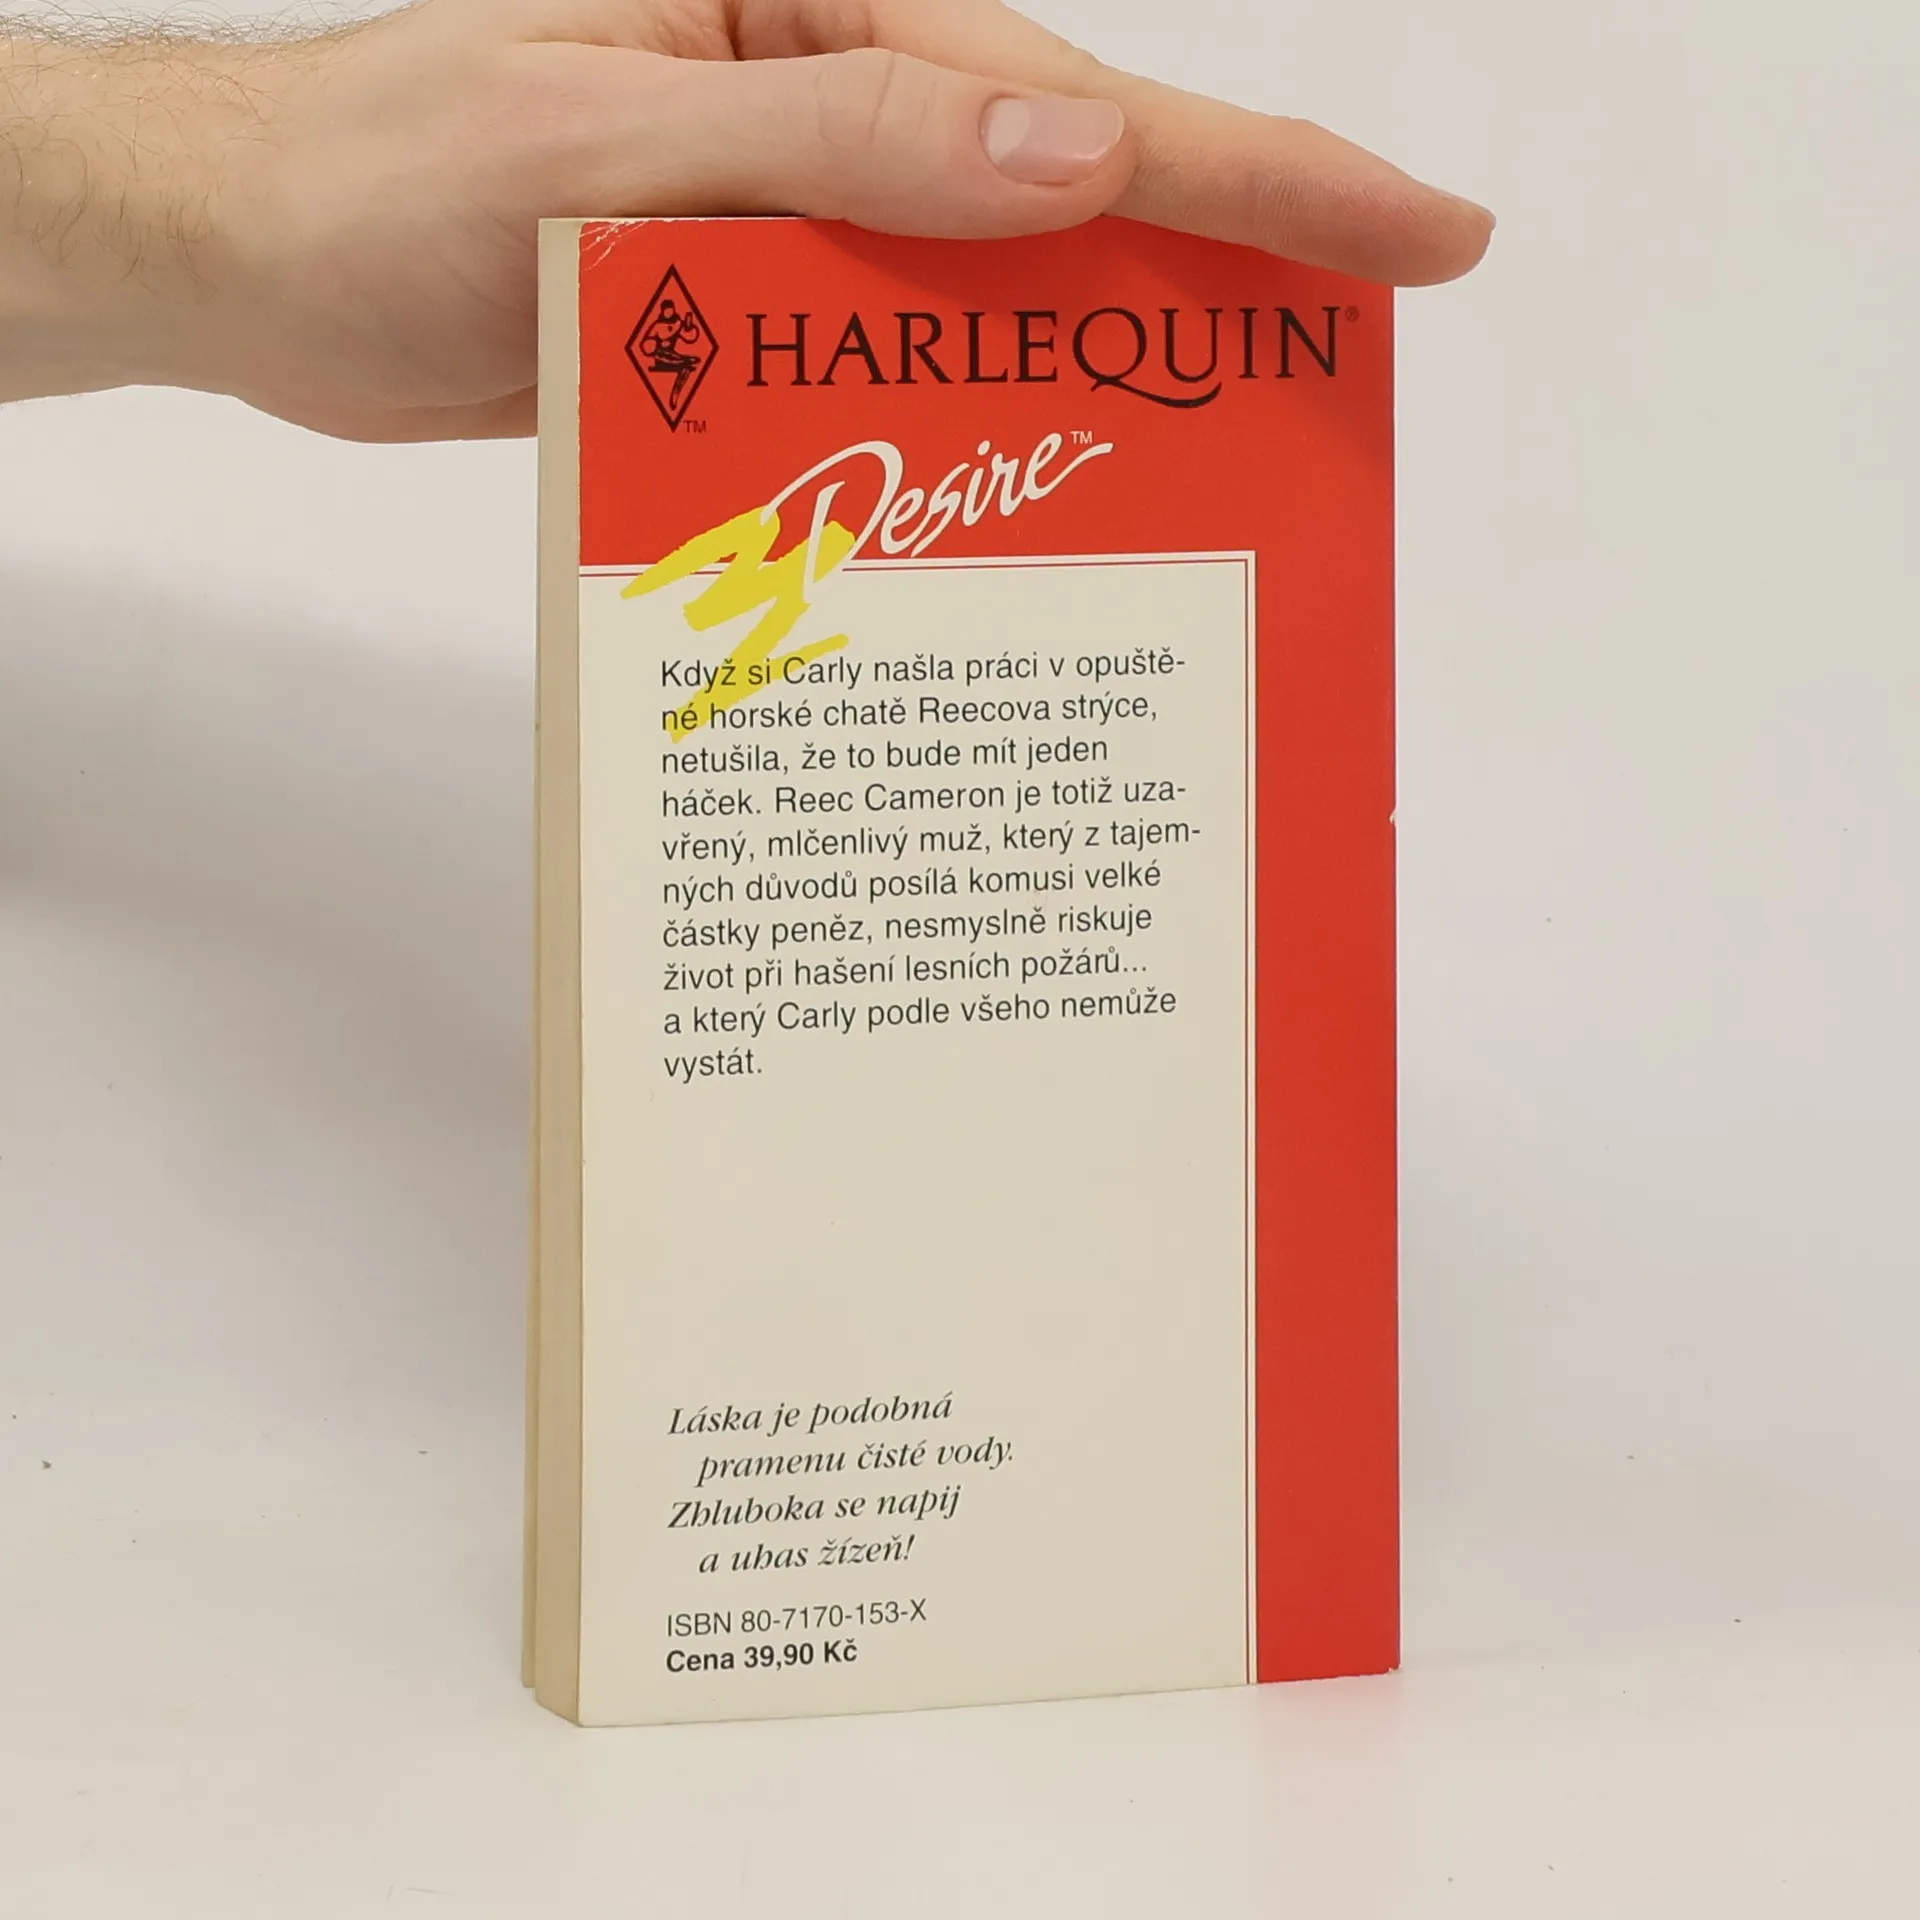 HARLEQUIN®
TM
Desire™
Když si Carly našla práci v opuště-
né horské chatě Reecova strýce,
netušila, že to bude mít jeden
háček. Reec Cameron je totiž uza-
vřený, mlčenlivý muž, který z tajem-
ných důvodů posílá komusi velké
částky peněz, nesmyslně riskuje
život při hašení lesních požárů...
a který Carly podle všeho nemůže
vystát.
Láska je podobná
pramenu čisté vody.
Zhluboka se napij
a uhas žízeň!
ISBN 80-7170-153-X
Cena 39,90 Kč